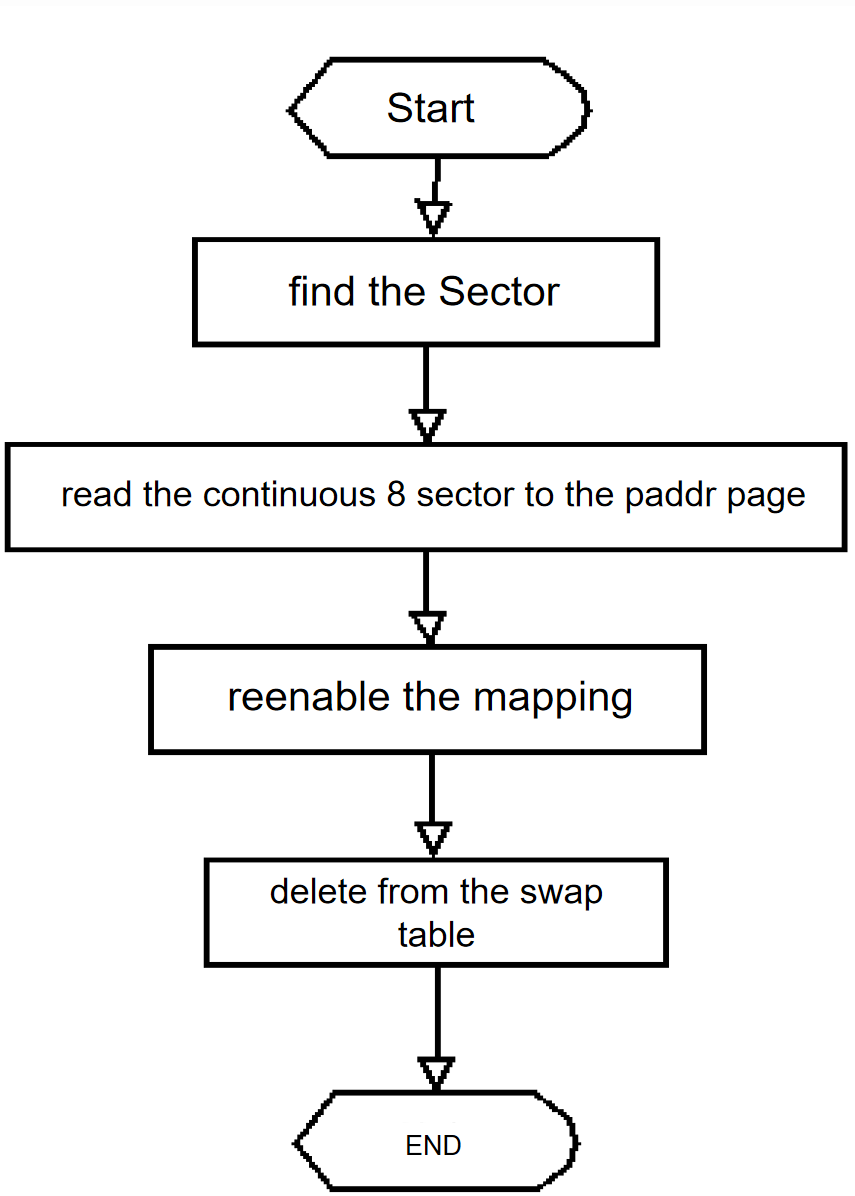 Start
find the Sector
read the continuous 8 sector to the paddr page
reenable the mapping
delete from the swap
table
END